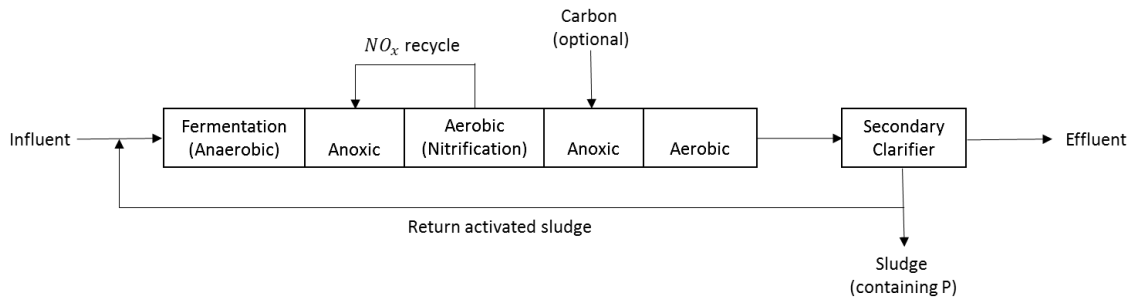 Carbon
(optional)
NOx recycle
Influent
Fermentation
(Anaerobic)
Anoxic
Aerobic
(Nitrification)
Anoxic
Aerobic
Secondary
Clarifier
Effluent
Return activated sludge
Sludge
(containing P)